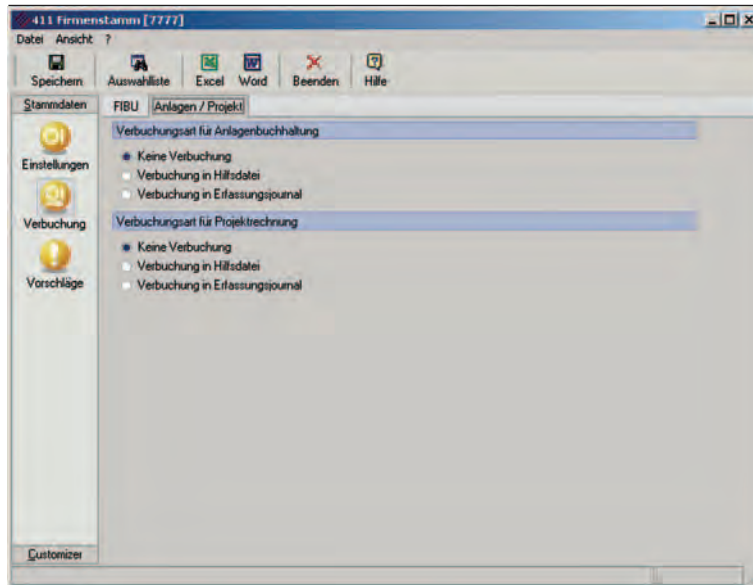 411 Firmenstamm [7777]
Datei Ansicht ?
Speichern Auswahlliste Excel Word Beenden Hilfe
Stammdaten
FIBU Anlagen / Projekt
Verbuchungsart für Anlagenbuchhaltung
Keine Verbuchung
Verbuchung in Hilfsdatei
Verbuchung in Erfassungsjournal
Verbuchungsart für Projektrechnung
Keine Verbuchung
Verbuchung in Hilfsdatei
Verbuchung in Erfassungsjournal
Einstellungen
Verbuchung
Vorschläge
Customizer